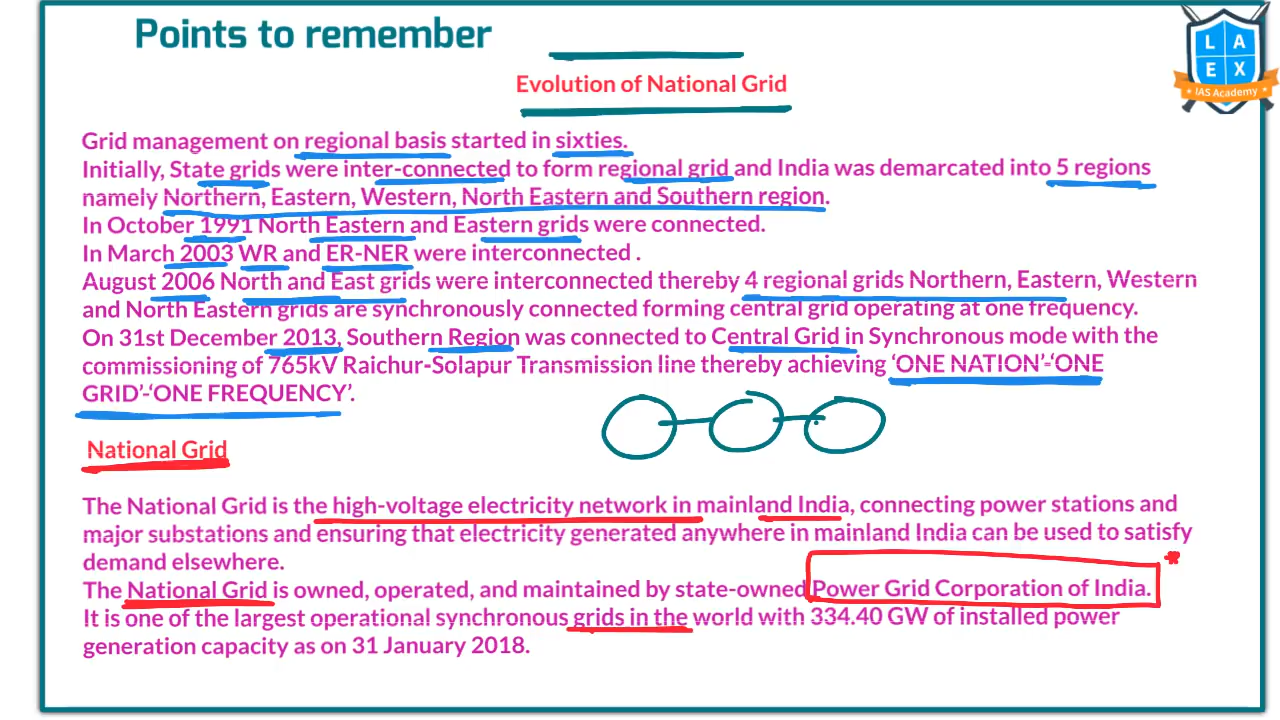 Points to remember
L A
E X
IAS Academy
Evolution of National Grid
Grid management on regional basis started in sixties.
Initially, State grids were inter-connected to form regional grid and India was demarcated into 5 regions
namely Northern, Eastern, Western, North Eastern and Southern region.
In October 1991 North Eastern and Eastern grids were connected.
In March 2003 WR and ER-NER were interconnected .
August 2006 North and East grids were interconnected thereby 4 regional grids Northern, Eastern, Western
and North Eastern grids are synchronously connected forming central grid operating at one frequency.
On 31st December 2013, Southern Region was connected to Central Grid in Synchronous mode with the
commissioning of 765kV Raichur-Solapur Transmission line thereby achieving ‘ONE NATION’-‘ONE
GRID’-‘ONE FREQUENCY’.
National Grid
The National Grid is the high-voltage electricity network in mainland India, connecting power stations and
major substations and ensuring that electricity generated anywhere in mainland India can be used to satisfy
demand elsewhere.
The National Grid is owned, operated, and maintained by state-owned Power Grid Corporation of India.
It is one of the largest operational synchronous grids in the world with 334.40 GW of installed power
generation capacity as on 31 January 2018.